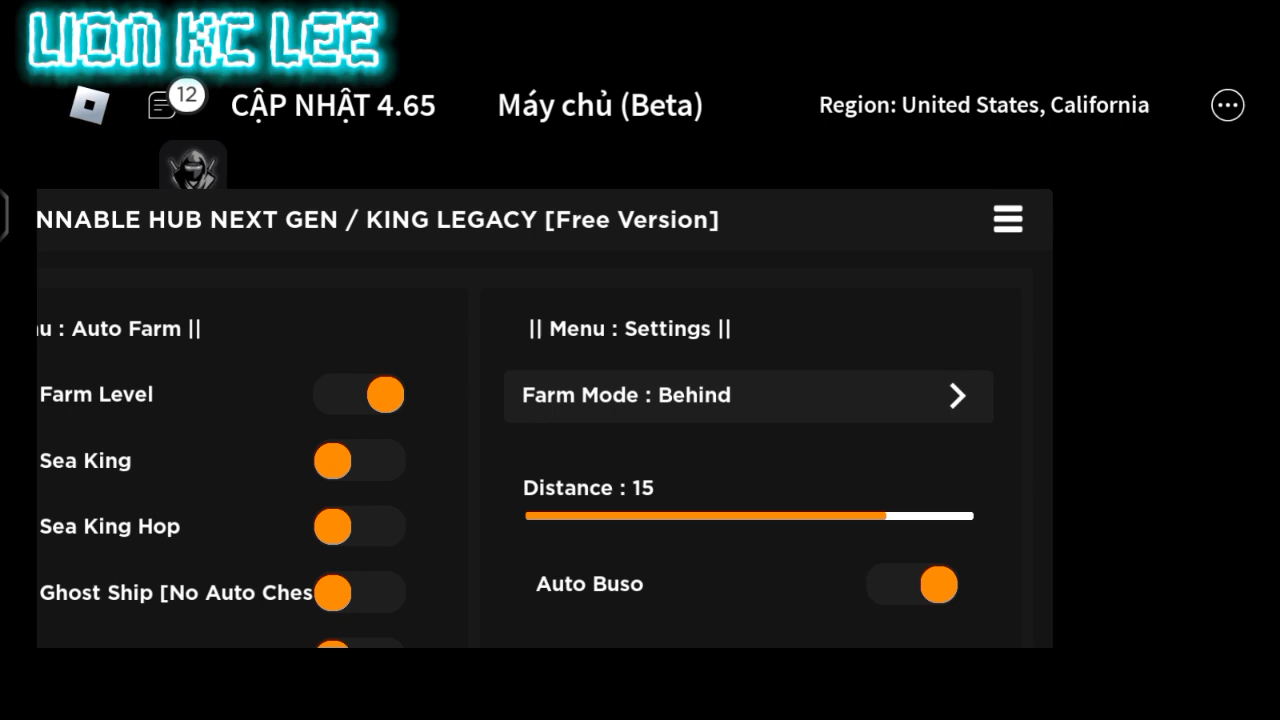 LION KC LEE
12
CẬP NHẬT 4.65 Máy chủ (Beta) Region: United States, California
NNABLE HUB NEXT GEN / KING LEGACY [Free Version]
u : Auto Farm ||
Farm Level
Sea King
Sea King Hop
Ghost Ship [No Auto Ches
|| Menu : Settings ||
Farm Mode : Behind
Distance : 15
Auto Buso